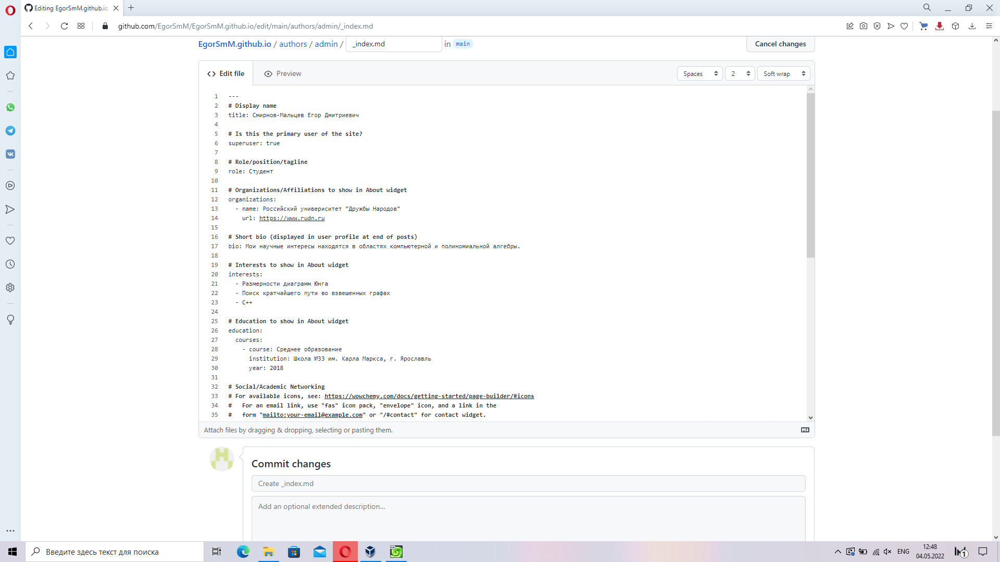 Editing EgorSmM.github.io
github.com/EgorSmM/EgorSmM.github.io/edit/main/authors/admin/_index.md
EgorSmM.github.io / authors / admin / _index.md in main
Cancel changes
Edit file
Preview
Spaces
2
Soft wrap
1 ---
2 # Display name
3 title: Смирнов-Мальцев Егор Дмитриевич
4
5 # Is this the primary user of the site?
6 superuser: true
7
8 # Role/position/tagline
9 role: Студент
10
11 # Organizations/Affiliations to show in About widget
12 organizations:
13 - name: Российский универиситет "Дружбы Народов"
14 url: https://www.rudn.ru
15
16 # Short bio (displayed in user profile at end of posts)
17 bio: Мои научные интересы находятся в областях компьютерной и полиномиальной алгебры.
18
19 # Interests to show in About widget
20 interests:
21 - Размерности диаграмм Юнга
22 - Поиск кратчайшего пути во взвешенных графах
23 - C++
24
25 # Education to show in About widget
26 education:
27 courses:
28 - course: Среднее образование
29 institution: Школа №33 им. Карла Маркса, г. Ярославль
30 year: 2018
31
32 # Social/Academic Networking
33 # For available icons, see: https://wowchemy.com/docs/getting-started/page-builder/#icons
34 # For an email link, use "fas" icon pack, "envelope" icon, and a link in the
35 # form "mailto:your-email@example.com" or "/#contact" for contact widget.
Attach files by dragging & dropping, selecting or pasting them.
Commit changes
Create _index.md
Add an optional extended description...
Введите здесь текст для поиска
ENG
12:48
04.05.2022
1